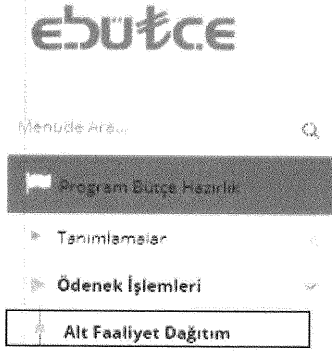 ebütçe
Menüde Ara...
Program Bütçe Hazırlık
Tanımlamalar
Ödenek İşlemleri
Alt Faaliyet Dağıtım